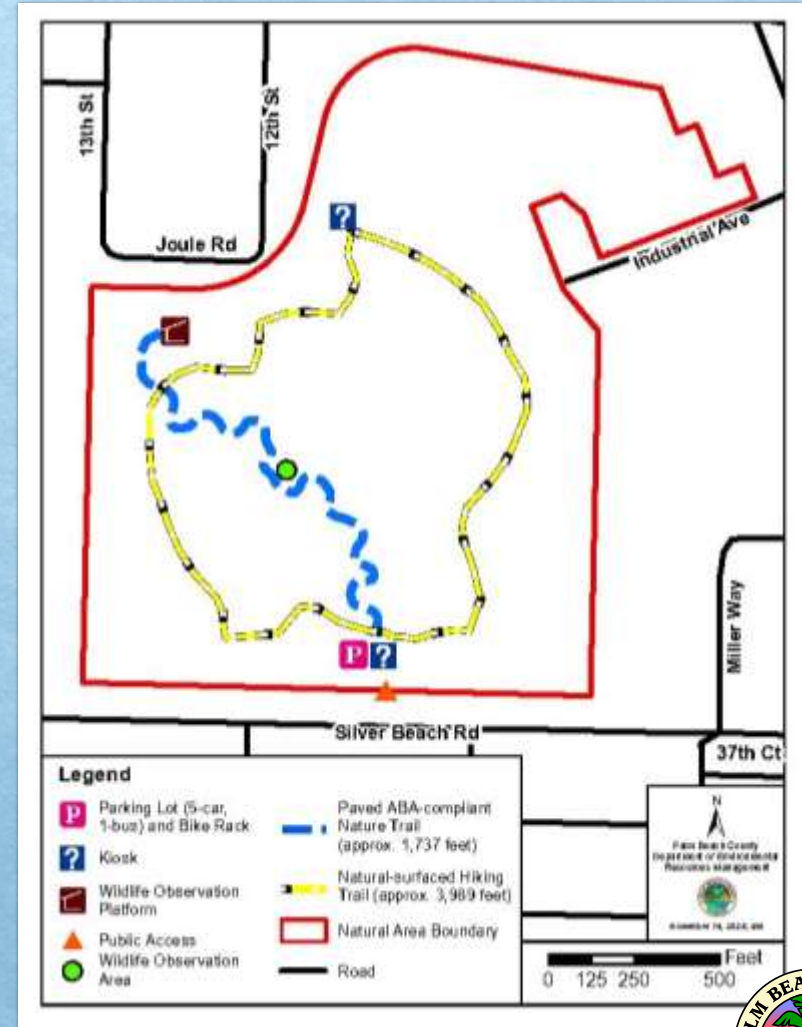 13th St
12th St
Joule Rd
?
Industrial Ave
Miller Way
P ?
Silver Beach Rd
37th Ct
Legend
P Parking Lot (5-car,
1-bus) and Bike Rack
? Kiosk
Wildlife Observation
Platform
Public Access
Wildlife Observation
Area
Paved ABA-compliant
Nature Trail
(approx. 1,737 feet)
Natural-surfaced Hiking
Trail (approx. 3,989 feet)
Natural Area Boundary
Road
N
Palm Beach County
Department of Environmental
Resources Management
Feet
0 125 250 500
LM BEA